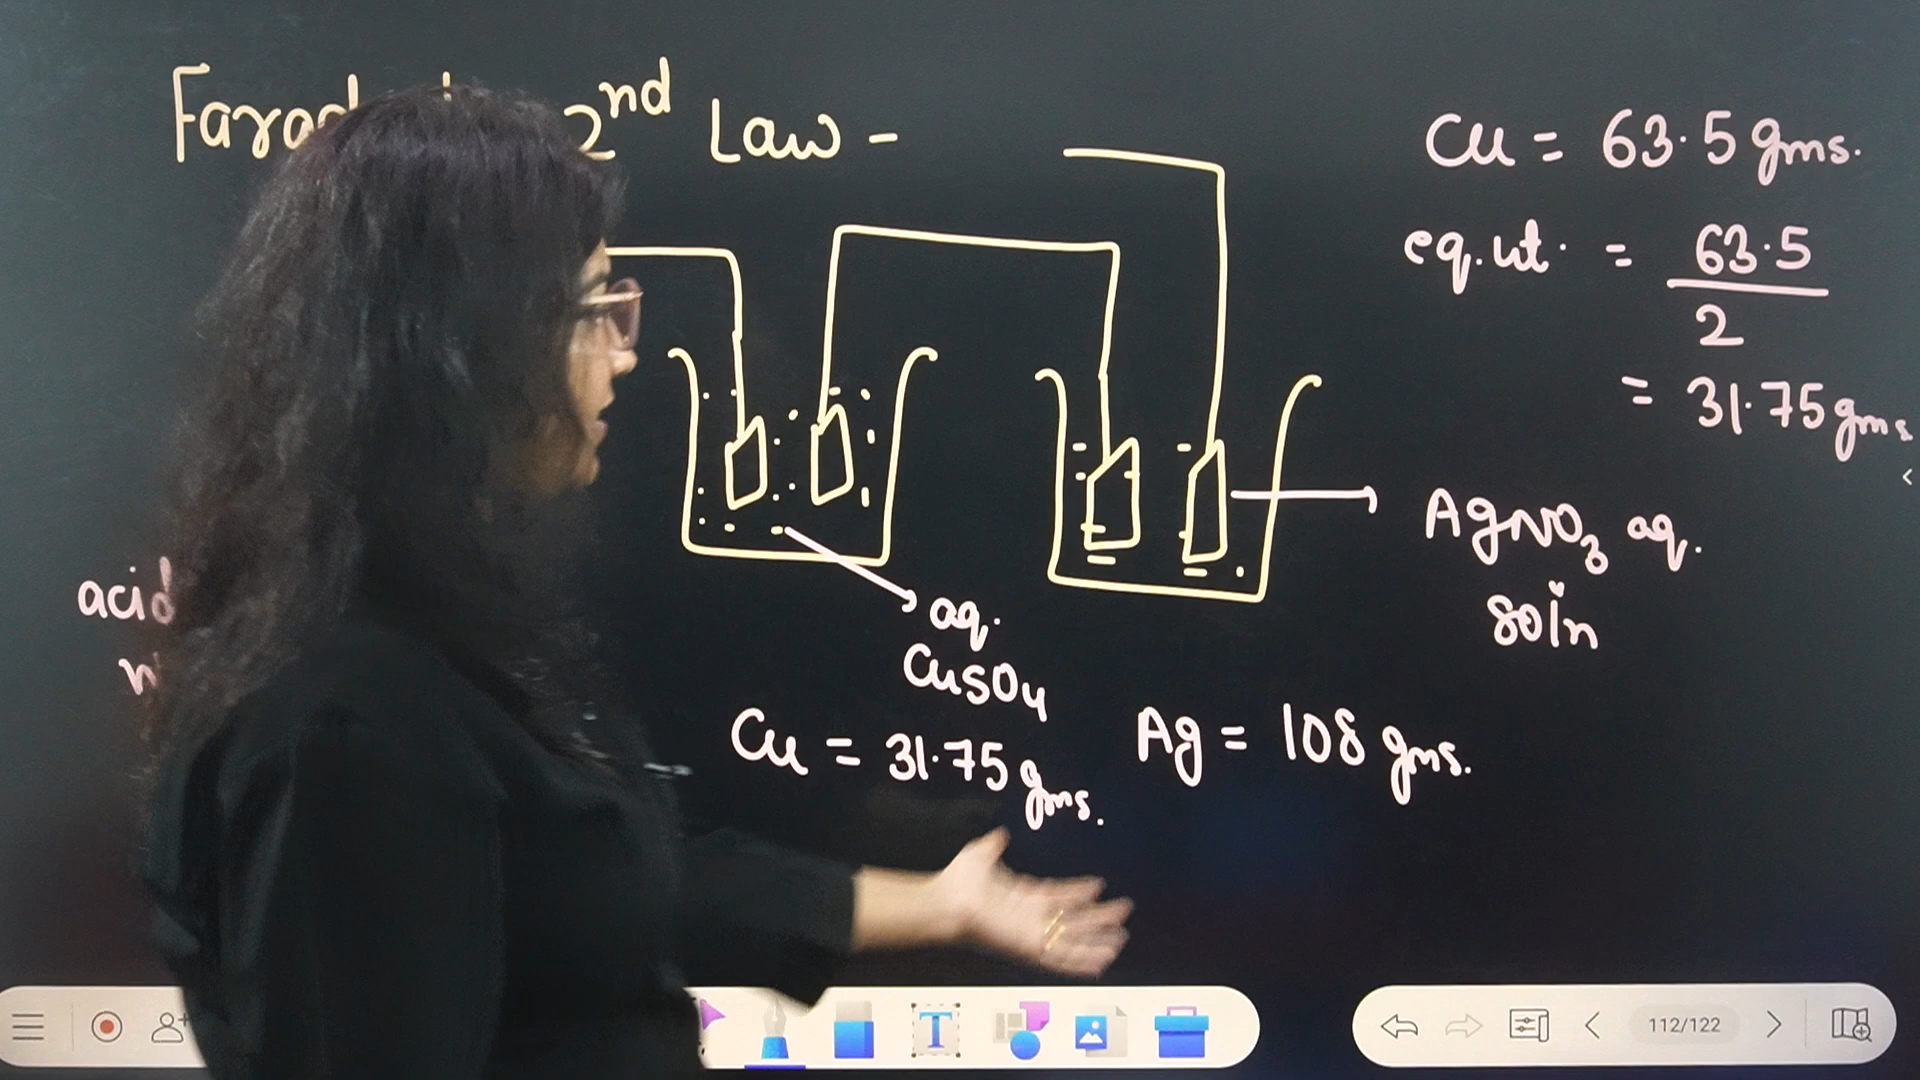 2nd Law -
Cu = 63.5 gms.
eq. wt. = 63.5
2
= 31.75 gms
AgNO3 aq.
soln
acid
aq.
CuSO4
Cu = 31.75 gms.
Ag = 108 gms.
T
112/122